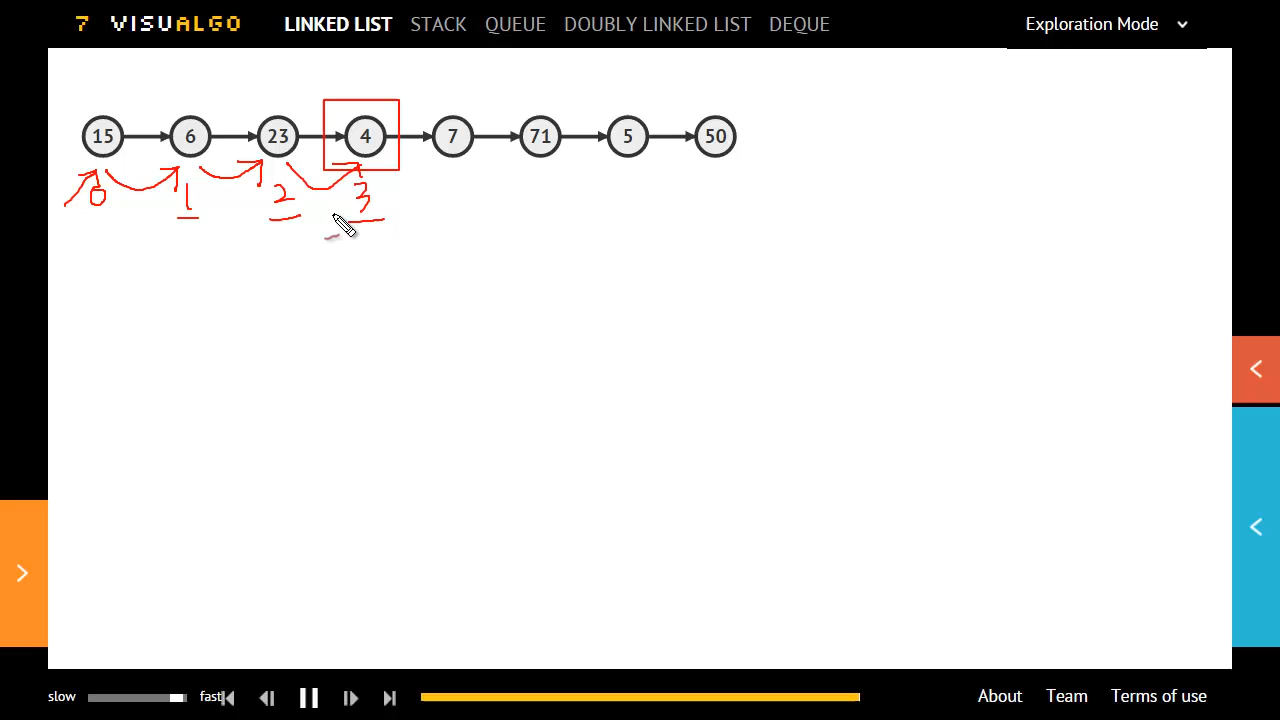 7 VISUALGO LINKED LIST STACK QUEUE DOUBLY LINKED LIST DEQUE Exploration Mode
15 6 23 4 7 71 5 50
0 1 2 3
slow fast About Team Terms of use